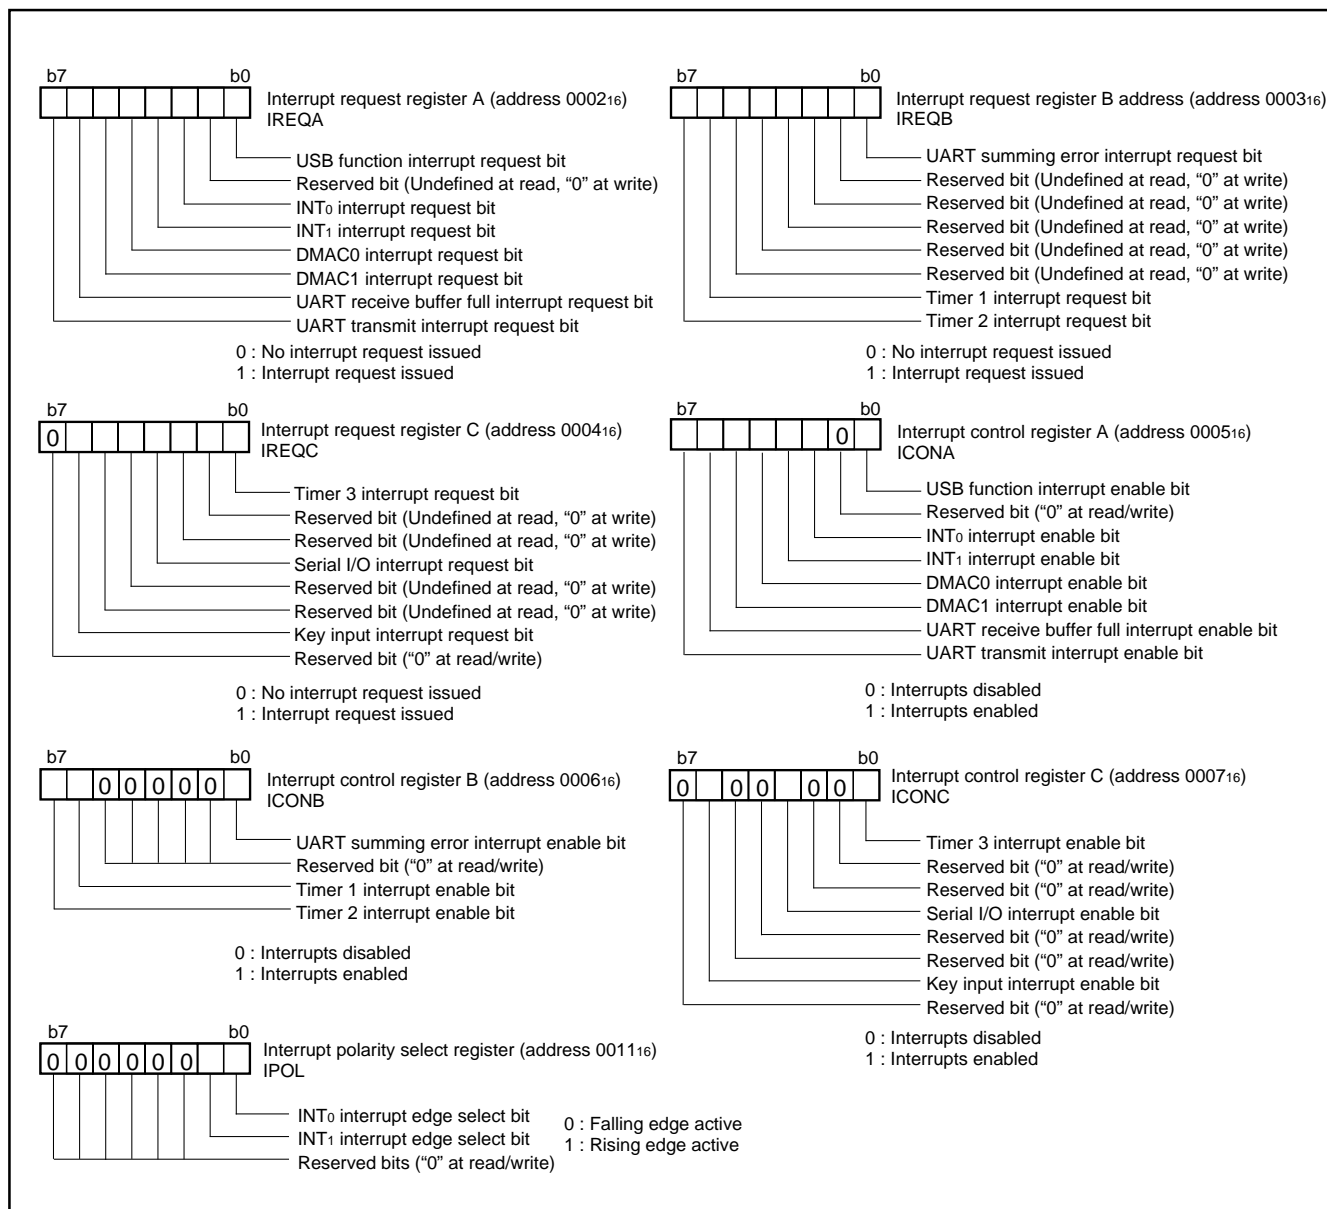 b7 b0
Interrupt request register A (address 000216)
IREQA
USB function interrupt request bit
Reserved bit (Undefined at read, “0” at write)
INT0 interrupt request bit
INT1 interrupt request bit
DMAC0 interrupt request bit
DMAC1 interrupt request bit
UART receive buffer full interrupt request bit
UART transmit interrupt request bit
0 : No interrupt request issued
1 : Interrupt request issued
b7 b0
Interrupt request register B address (address 000316)
IREQB
UART summing error interrupt request bit
Reserved bit (Undefined at read, “0” at write)
Reserved bit (Undefined at read, “0” at write)
Reserved bit (Undefined at read, “0” at write)
Reserved bit (Undefined at read, “0” at write)
Reserved bit (Undefined at read, “0” at write)
Timer 1 interrupt request bit
Timer 2 interrupt request bit
0 : No interrupt request issued
1 : Interrupt request issued
b7 b0
0
Interrupt request register C (address 000416)
IREQC
Timer 3 interrupt request bit
Reserved bit (Undefined at read, “0” at write)
Reserved bit (Undefined at read, “0” at write)
Serial I/O interrupt request bit
Reserved bit (Undefined at read, “0” at write)
Reserved bit (Undefined at read, “0” at write)
Key input interrupt request bit
Reserved bit (“0” at read/write)
0 : No interrupt request issued
1 : Interrupt request issued
b7 b0
0
Interrupt control register A (address 000516)
ICONA
USB function interrupt enable bit
Reserved bit (“0” at read/write)
INT0 interrupt enable bit
INT1 interrupt enable bit
DMAC0 interrupt enable bit
DMAC1 interrupt enable bit
UART receive buffer full interrupt enable bit
UART transmit interrupt enable bit
0 : Interrupts disabled
1 : Interrupts enabled
b7 b0
0 0 0 0 0
Interrupt control register B (address 000616)
ICONB
UART summing error interrupt enable bit
Reserved bit (“0” at read/write)
Timer 1 interrupt enable bit
Timer 2 interrupt enable bit
0 : Interrupts disabled
1 : Interrupts enabled
b7 b0
0 0 0 0 0
Interrupt control register C (address 000716)
ICONC
Timer 3 interrupt enable bit
Reserved bit (“0” at read/write)
Reserved bit (“0” at read/write)
Serial I/O interrupt enable bit
Reserved bit (“0” at read/write)
Reserved bit (“0” at read/write)
Key input interrupt enable bit
Reserved bit (“0” at read/write)
0 : Interrupts disabled
1 : Interrupts enabled
b7 b0
0 0 0 0 0 0
Interrupt polarity select register (address 001116)
IPOL
INT0 interrupt edge select bit
INT1 interrupt edge select bit
Reserved bits (“0” at read/write)
0 : Falling edge active
1 : Rising edge active